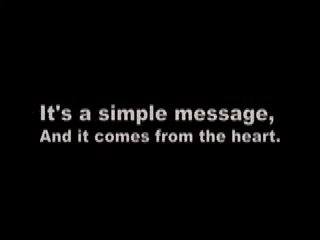 It's a simple message,
And it comes from the heart.